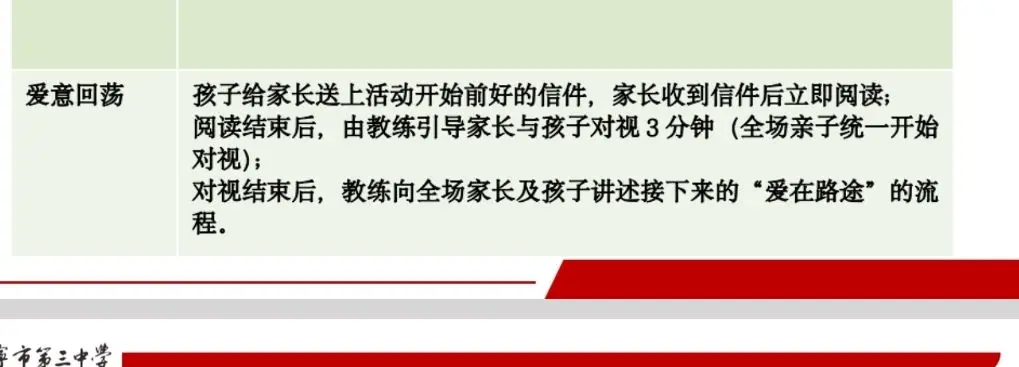 爱意回荡
孩子给家长送上活动开始前好的信件，家长收到信件后立即阅读；
阅读结束后，由教练引导家长与孩子对视 3 分钟（全场亲子统一开始
对视）；
对视结束后，教练向全场家长及孩子讲述接下来的“爱在路途”的流
程。
市第三中学